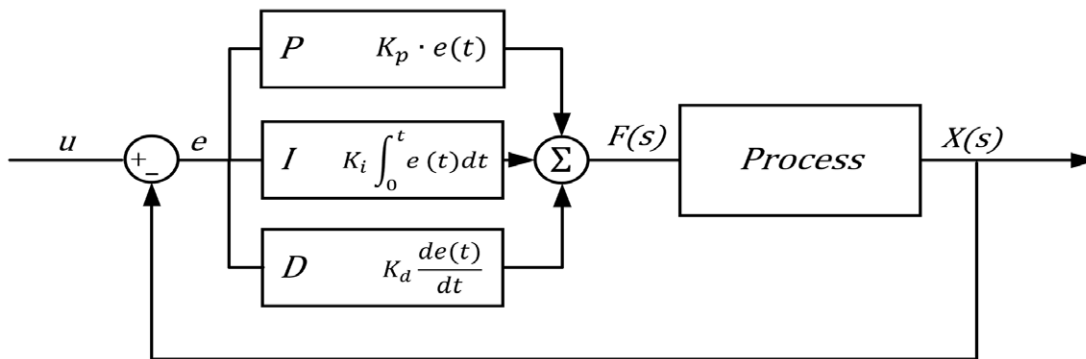 P K_p · e(t)
u
+
−
e
I K_i ∫_0^t e (t)dt
Σ
F(s)
Process
X(s)
D K_d de(t)/dt